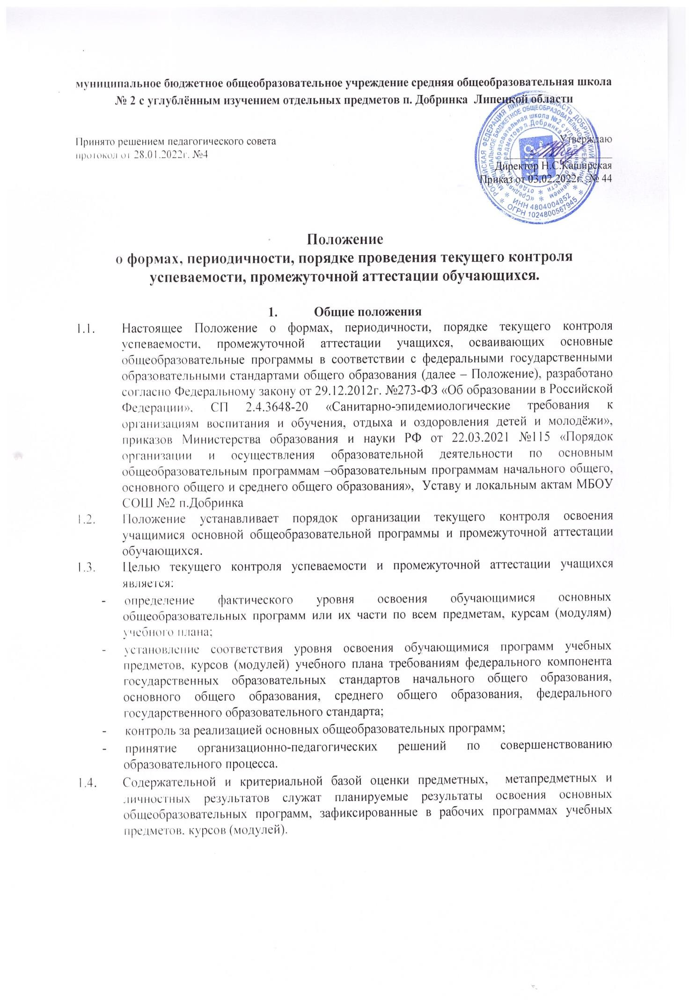 муниципальное бюджетное общеобразовательное учреждение средняя общеобразовательная школа
№ 2 с углублённым изучением отдельных предметов п. Добринка Липецкой области
Принято решением педагогического совета
протокол от 28.01.2022г. №4
Утверждаю
Директор Н.С.Каширская
Приказ от 03.02.2022г. № 44
ИНН 4804004852
ОГРН 1024800567945
Положение
о формах, периодичности, порядке проведения текущего контроля
успеваемости, промежуточной аттестации обучающихся.
1. Общие положения
1.1. Настоящее Положение о формах, периодичности, порядке текущего контроля
успеваемости, промежуточной аттестации учащихся, осваивающих основные
общеобразовательные программы в соответствии с федеральными государственными
образовательными стандартами общего образования (далее – Положение), разработано
согласно Федеральному закону от 29.12.2012г. №273-ФЗ «Об образовании в Российской
Федерации», СП 2.4.3648-20 «Санитарно-эпидемиологические требования к
организациям воспитания и обучения, отдыха и оздоровления детей и молодёжи»,
приказов Министерства образования и науки РФ от 22.03.2021 №115 «Порядок
организации и осуществления образовательной деятельности по основным
общеобразовательным программам –образовательным программам начального общего,
основного общего и среднего общего образования», Уставу и локальным актам МБОУ
СОШ №2 п.Добринка
1.2. Положение устанавливает порядок организации текущего контроля освоения
учащимися основной общеобразовательной программы и промежуточной аттестации
обучающихся.
1.3. Целью текущего контроля успеваемости и промежуточной аттестации учащихся
является:
- определение фактического уровня освоения обучающимися основных
общеобразовательных программ или их части по всем предметам, курсам (модулям)
учебного плана;
- установление соответствия уровня освоения обучающимися программ учебных
предметов, курсов (модулей) учебного плана требованиям федерального компонента
государственных образовательных стандартов начального общего образования,
основного общего образования, среднего общего образования, федерального
государственного образовательного стандарта;
- контроль за реализацией основных общеобразовательных программ;
- принятие организационно-педагогических решений по совершенствованию
образовательного процесса.
1.4. Содержательной и критериальной базой оценки предметных, метапредметных и
личностных результатов служат планируемые результаты освоения основных
общеобразовательных программ, зафиксированные в рабочих программах учебных
предметов, курсов (модулей).